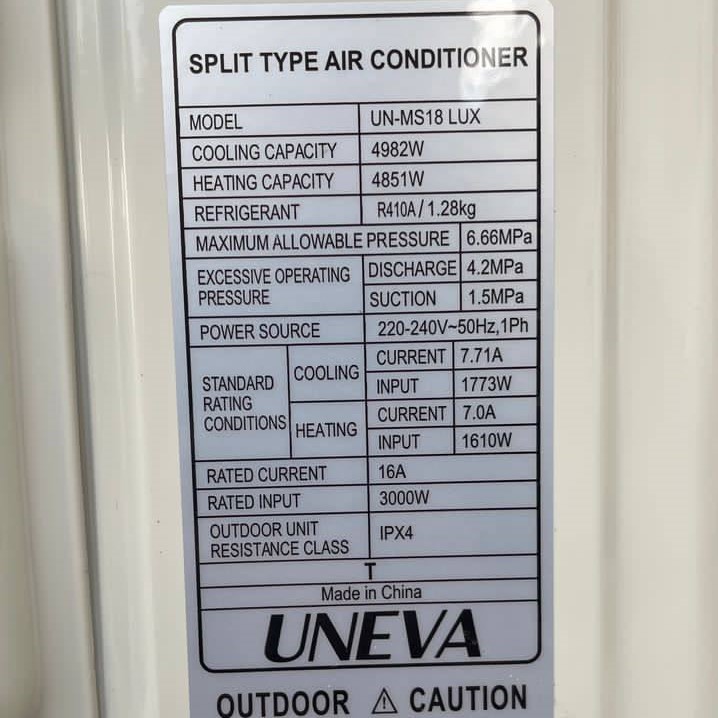 SPLIT TYPE AIR CONDITIONER
MODEL UN-MS18 LUX
COOLING CAPACITY 4982W
HEATING CAPACITY 4851W
REFRIGERANT R410A / 1.28kg
MAXIMUM ALLOWABLE PRESSURE 6.66MPa
EXCESSIVE OPERATING PRESSURE DISCHARGE 4.2MPa
SUCTION 1.5MPa
POWER SOURCE 220-240V~50Hz,1Ph
STANDARD RATING CONDITIONS COOLING CURRENT 7.71A
INPUT 1773W
HEATING CURRENT 7.0A
INPUT 1610W
RATED CURRENT 16A
RATED INPUT 3000W
OUTDOOR UNIT RESISTANCE CLASS IPX4
T
Made in China
UNEVA
OUTDOOR ⚠ CAUTION